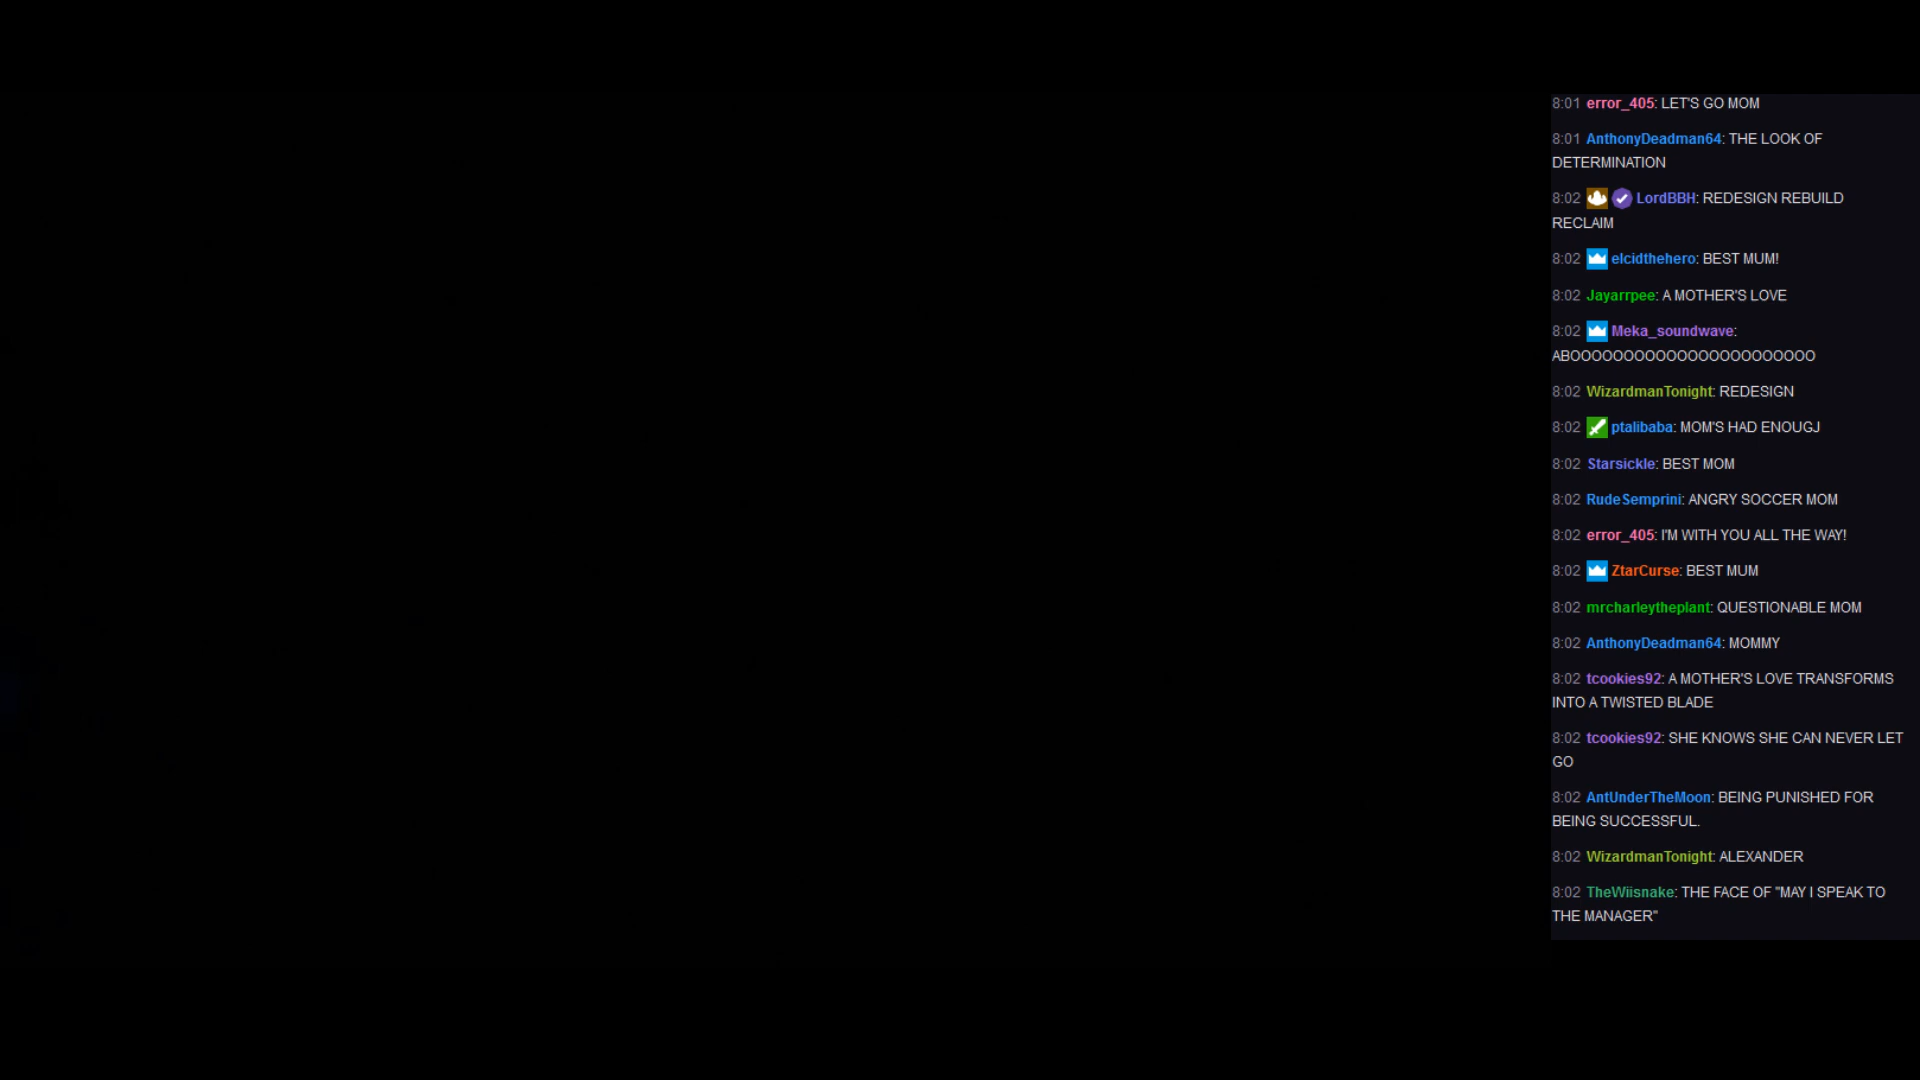 8:01 error_405: LET'S GO MOM
8:01 AnthonyDeadman64: THE LOOK OF
DETERMINATION
8:02 LordBBH: REDESIGN REBUILD
RECLAIM
8:02 elcidthehero: BEST MUM!
8:02 Jayarrpee: A MOTHER'S LOVE
8:02 Meka_soundwave:
ABOOOOOOOOOOOOOOOOOOOOOOO
8:02 WizardmanTonight: REDESIGN
8:02 ptalibaba: MOM'S HAD ENOUGJ
8:02 Starsickle: BEST MOM
8:02 RudeSemprini: ANGRY SOCCER MOM
8:02 error_405: I'M WITH YOU ALL THE WAY!
8:02 ZtarCurse: BEST MUM
8:02 mrcharleytheplant: QUESTIONABLE MOM
8:02 AnthonyDeadman64: MOMMY
8:02 tcookies92: A MOTHER'S LOVE TRANSFORMS
INTO A TWISTED BLADE
8:02 tcookies92: SHE KNOWS SHE CAN NEVER LET
GO
8:02 AntUnderTheMoon: BEING PUNISHED FOR
BEING SUCCESSFUL.
8:02 WizardmanTonight: ALEXANDER
8:02 TheWiisnake: THE FACE OF "MAY I SPEAK TO
THE MANAGER"